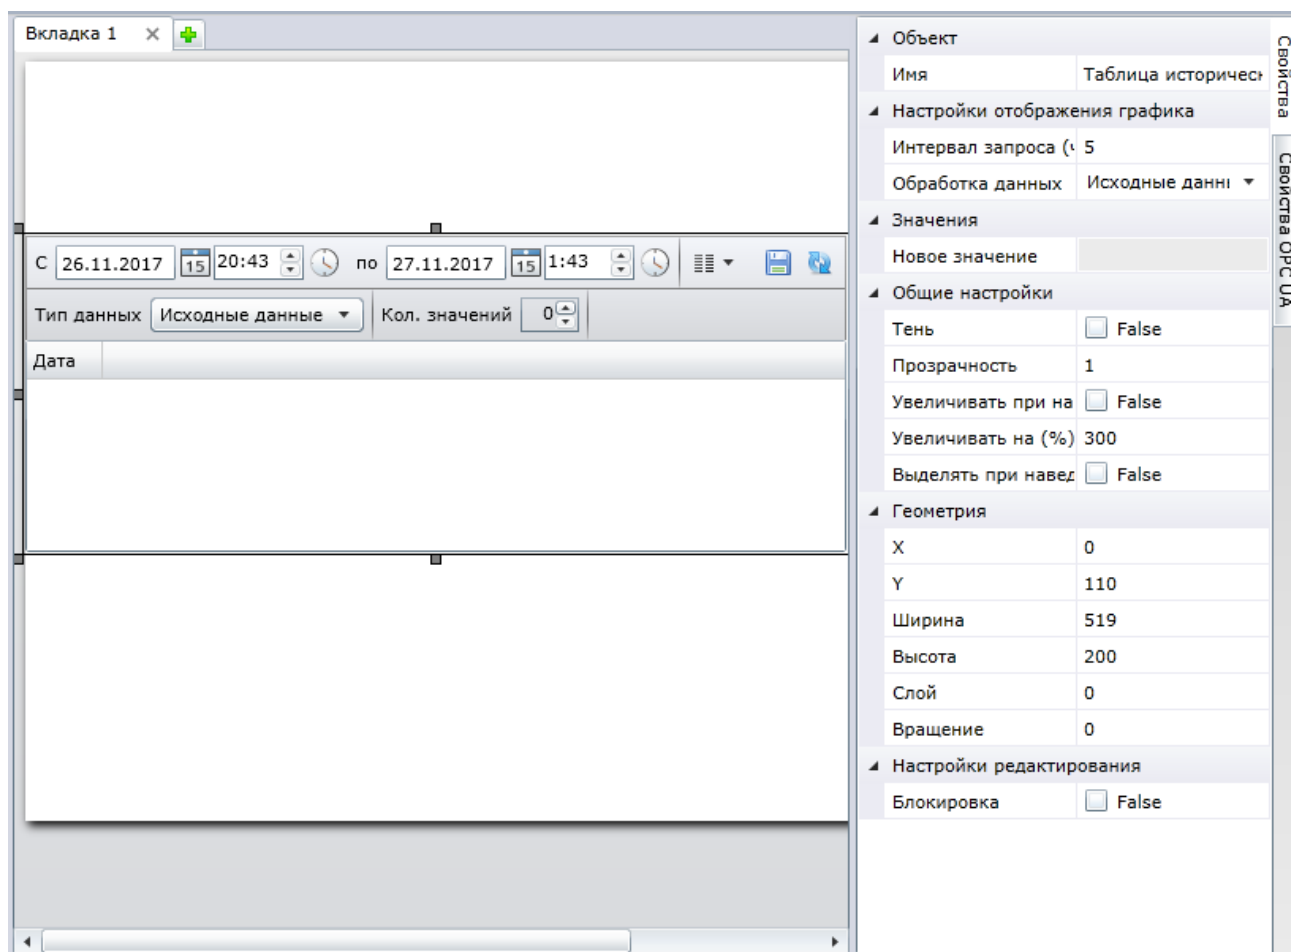 Вкладка 1
С 26.11.2017 15 20:43 по 27.11.2017 15 1:43
Тип данных Исходные данные Кол. значений 0
Дата
Объект
Имя Таблица историческ
Настройки отображения графика
Интервал запроса (ч 5
Обработка данных Исходные данны
Значения
Новое значение
Общие настройки
Тень False
Прозрачность 1
Увеличивать при на False
Увеличивать на (%) 300
Выделять при навед False
Геометрия
X 0
Y 110
Ширина 519
Высота 200
Слой 0
Вращение 0
Настройки редактирования
Блокировка False
Свойства
Свойства OPC UA